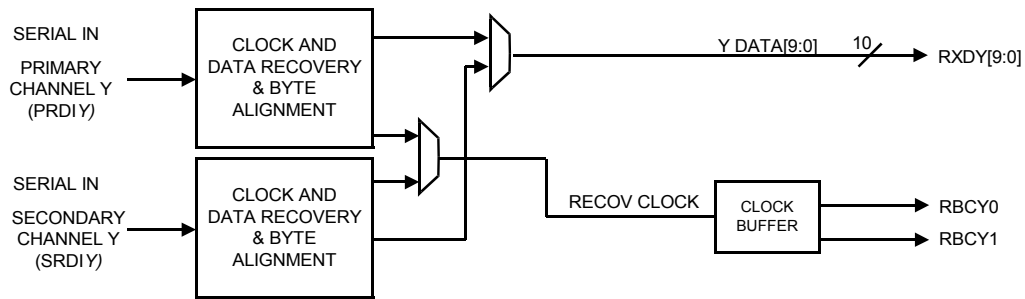 SERIAL IN
PRIMARY
CHANNEL Y
(PRDIY)
CLOCK AND
DATA RECOVERY
& BYTE
ALIGNMENT
Y DATA[9:0]
10
RXDY[9:0]
SERIAL IN
SECONDARY
CHANNEL Y
(SRDIY)
CLOCK AND
DATA RECOVERY
& BYTE
ALIGNMENT
RECOV CLOCK
CLOCK
BUFFER
RBCY0
RBCY1